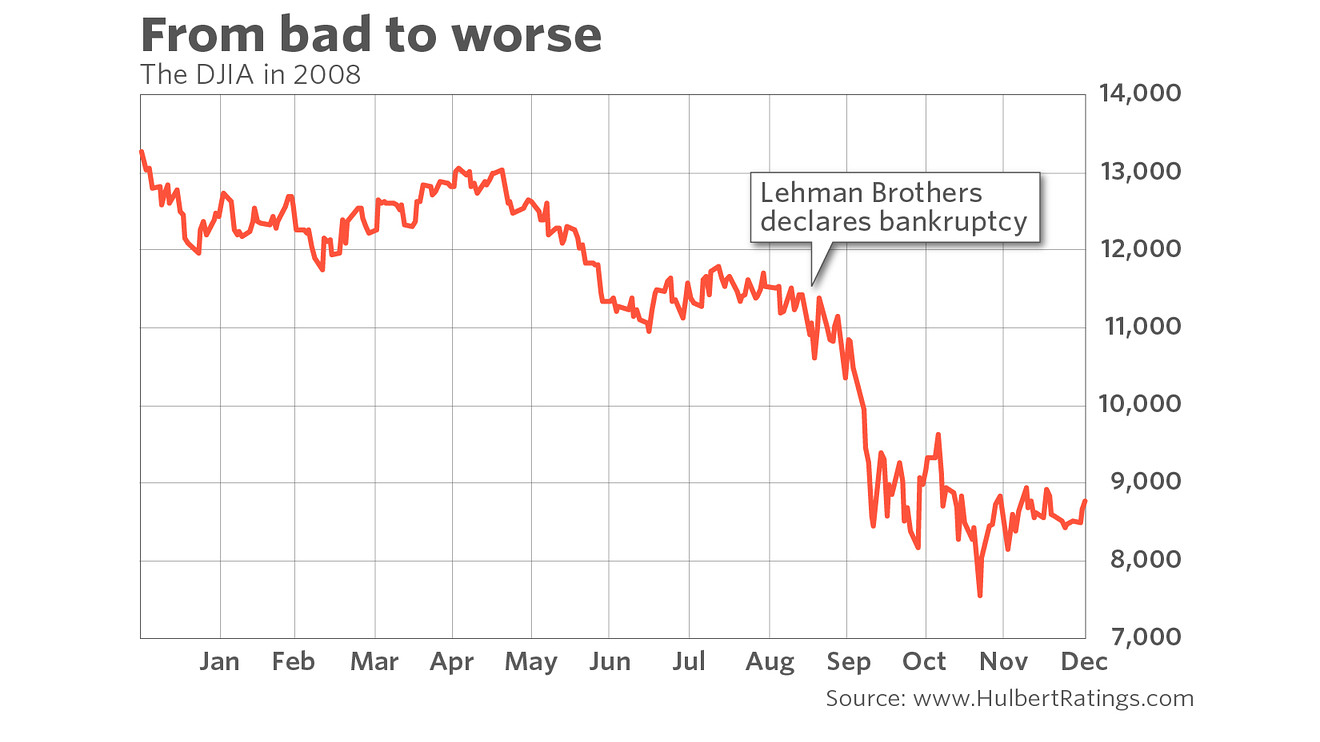 From bad to worse
The DJIA in 2008
14,000
13,000
Lehman Brothers
declares bankruptcy
12,000
11,000
10,000
9,000
8,000
7,000
Jan Feb Mar Apr May Jun Jul Aug Sep Oct Nov Dec
Source: www.HulbertRatings.com